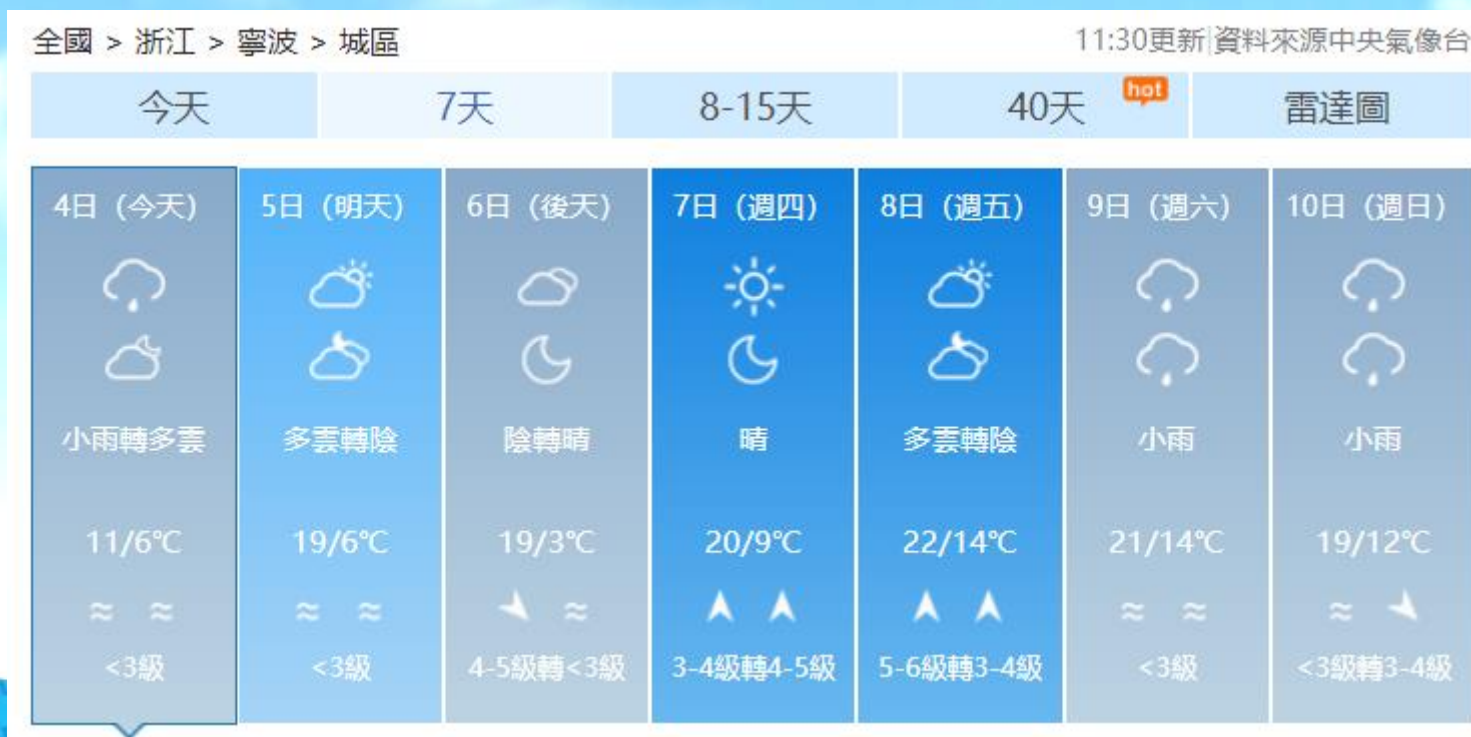 全國 > 浙江 > 寧波 > 城區
11:30更新|資料來源中央氣像台
今天 7天 8-15天 40天 hot 雷達圖
4日（今天） 5日（明天） 6日（後天） 7日（週四） 8日（週五） 9日（週六） 10日（週日）
小雨轉多雲 多雲轉陰 陰轉晴 晴 多雲轉陰 小雨 小雨
11/6℃ 19/6℃ 19/3℃ 20/9℃ 22/14℃ 21/14℃ 19/12℃
<3級 <3級 4-5級轉<3級 3-4級轉4-5級 5-6級轉3-4級 <3級 <3級轉3-4級